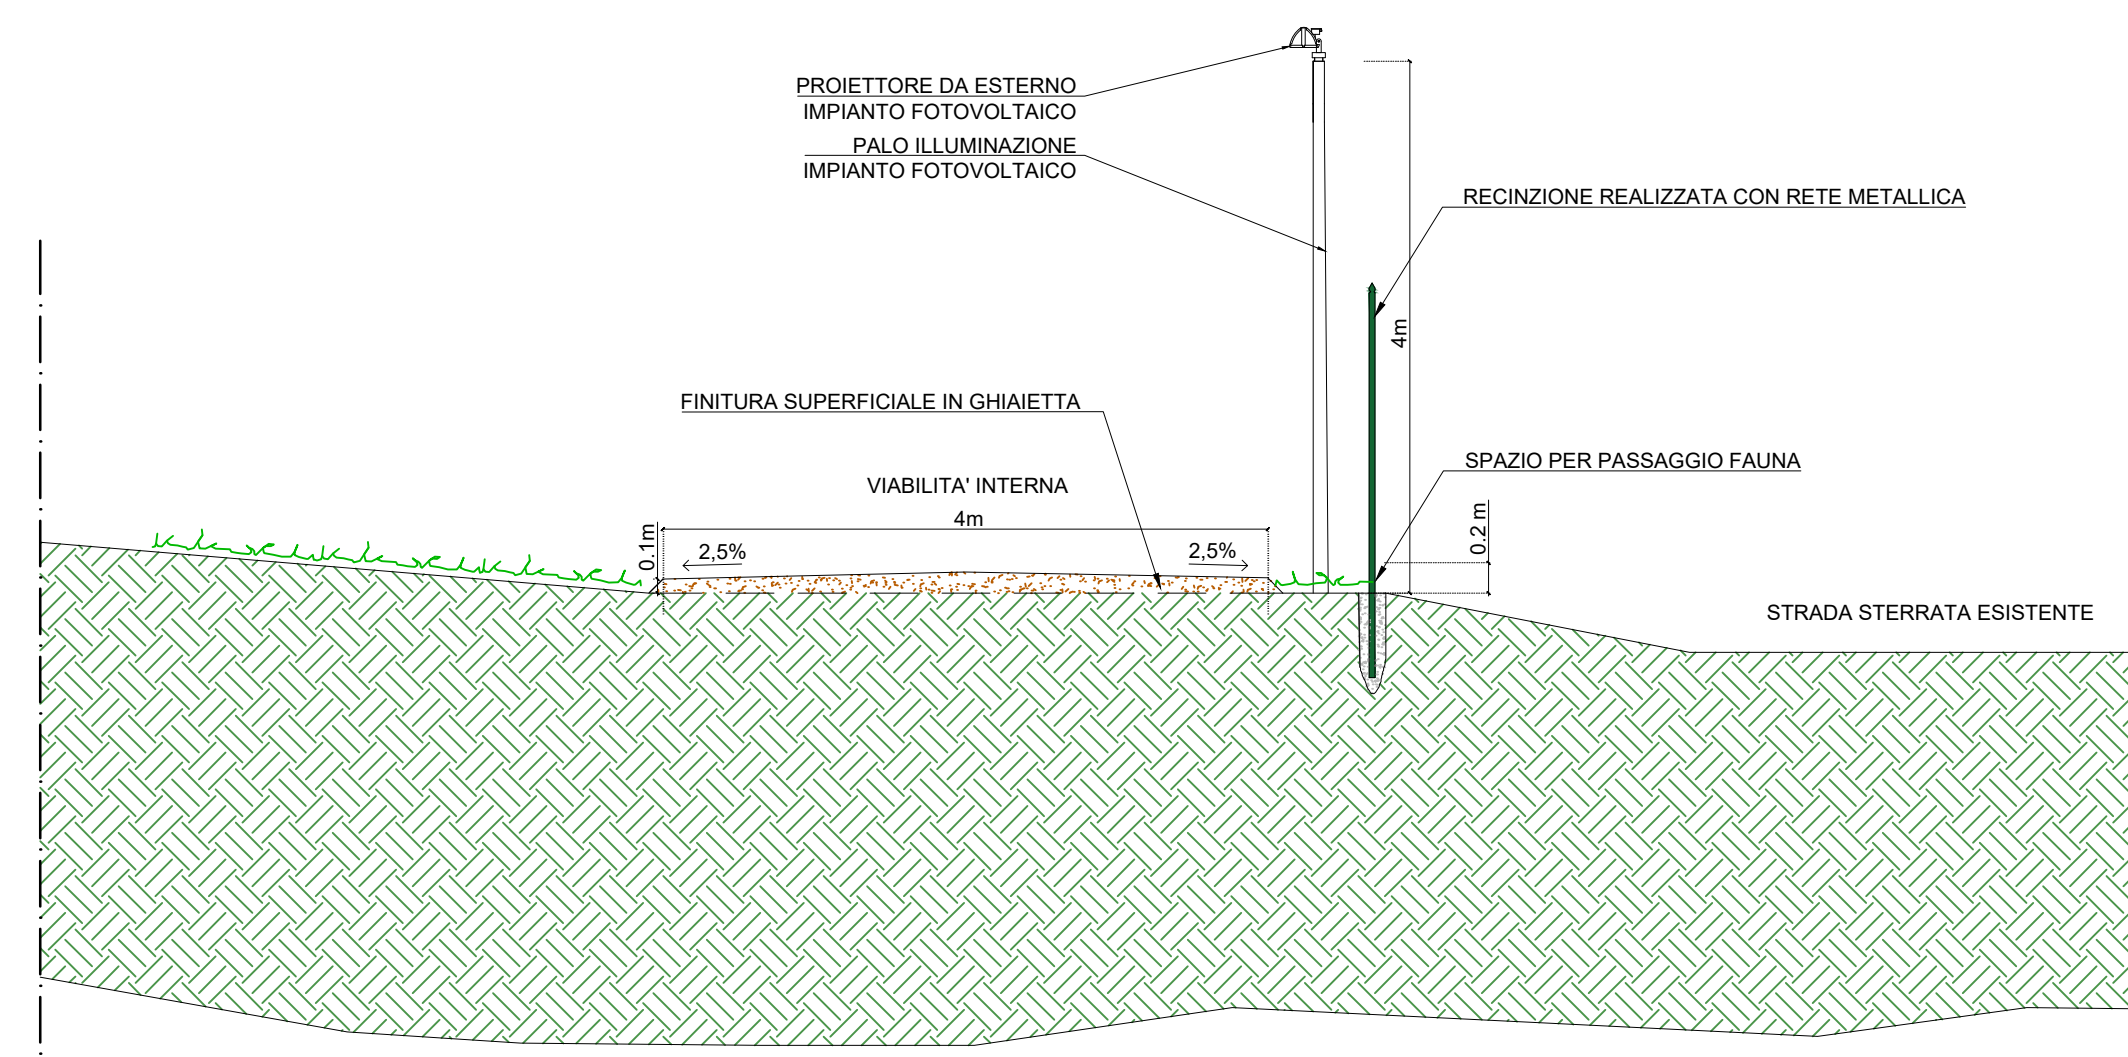 PROIETTORE DA ESTERNO
IMPIANTO FOTOVOLTAICO
PALO ILLUMINAZIONE
IMPIANTO FOTOVOLTAICO
RECINZIONE REALIZZATA CON RETE METALLICA
4m
FINITURA SUPERFICIALE IN GHIAIETTA
SPAZIO PER PASSAGGIO FAUNA
VIABILITA' INTERNA
4m
0.1m
2,5%
2,5%
0.2 m
STRADA STERRATA ESISTENTE